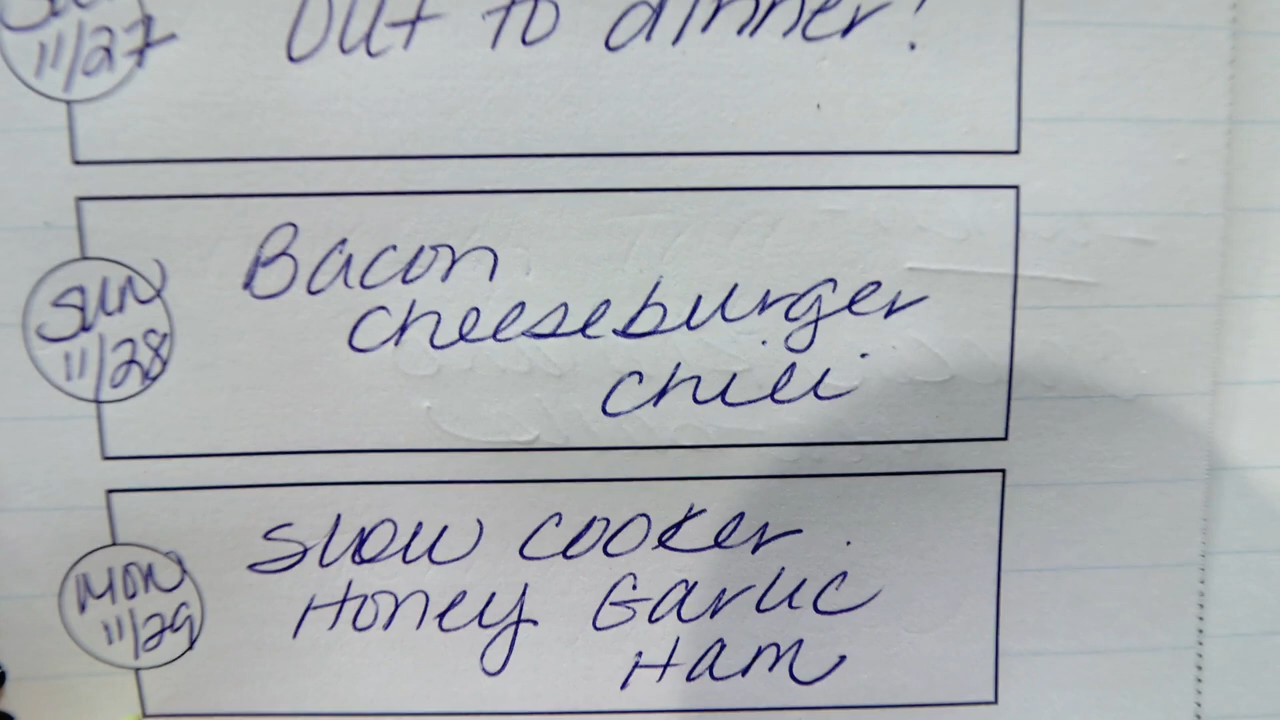 11/27
Out to dinner!
SUN
11/28
Bacon
cheeseburger
chili
MON
11/29
Slow cooker
Honey Garlic
Ham